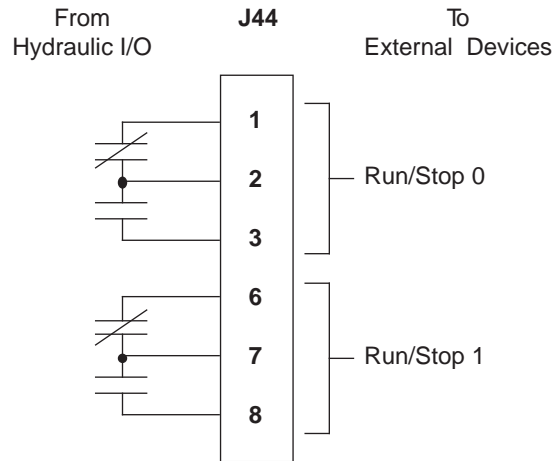 From
Hydraulic I/O
J44
To
External Devices
1
2
3
Run/Stop 0
6
7
8
Run/Stop 1